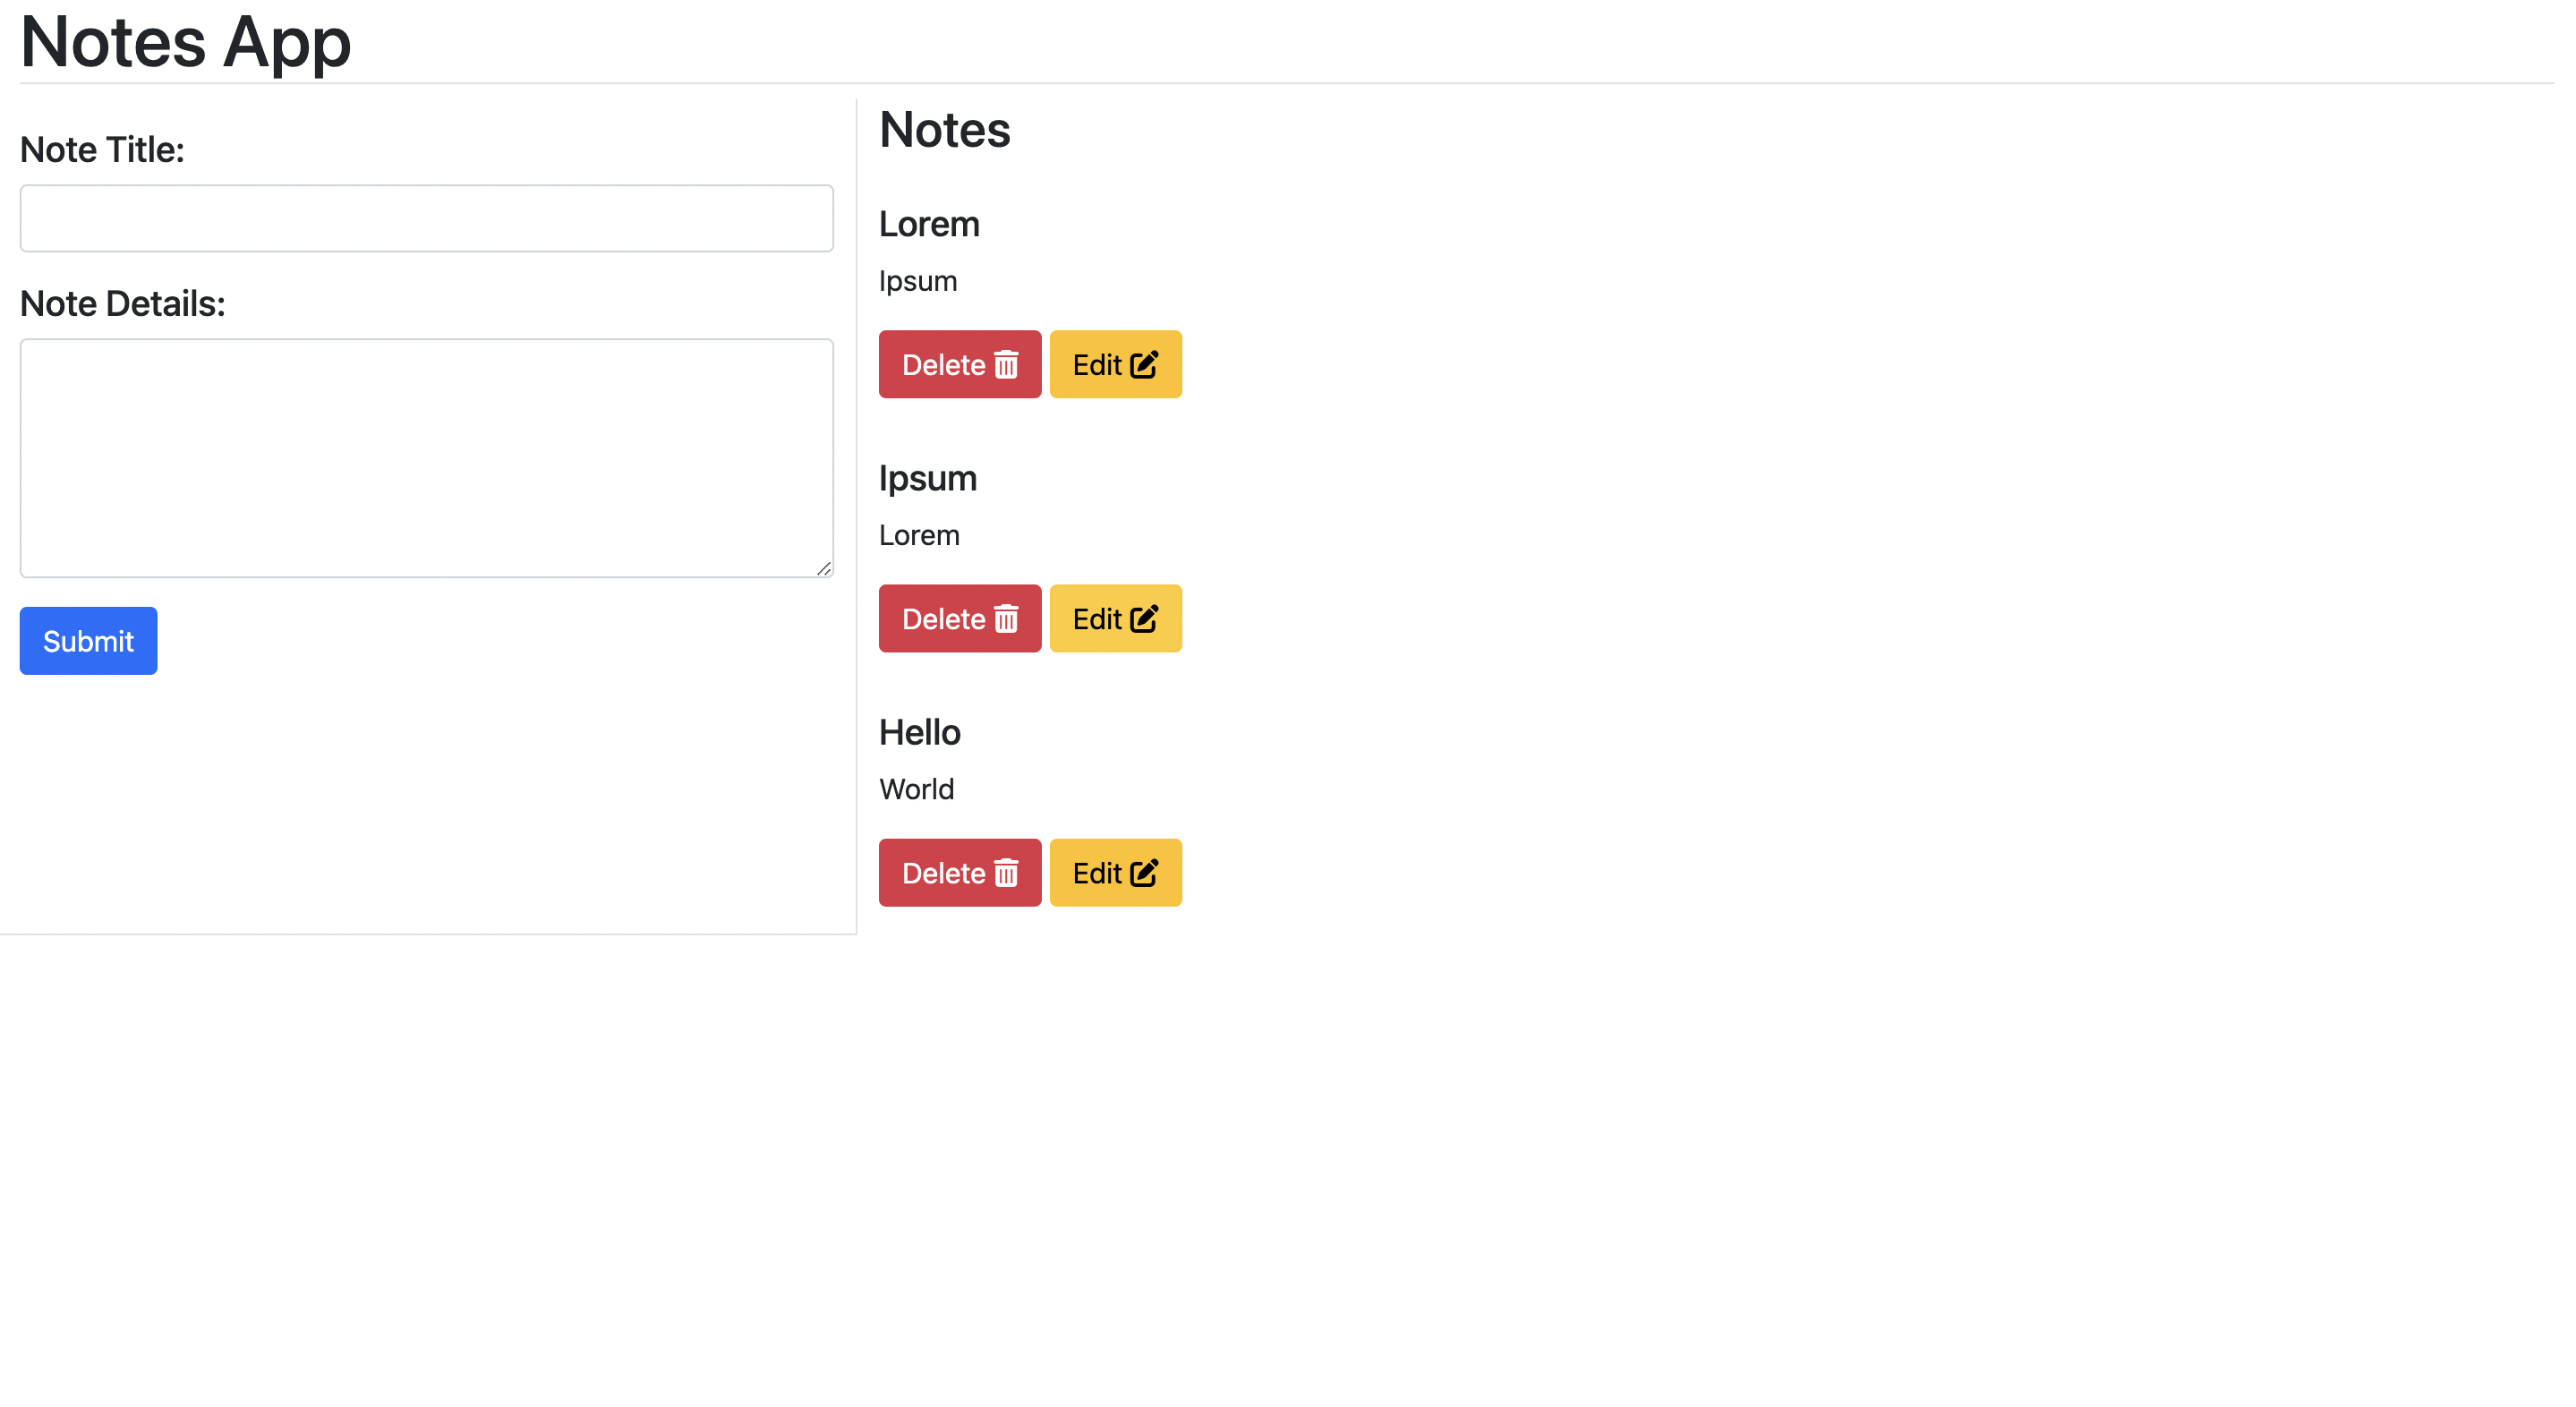 Notes App
Note Title:
Note Details:
Submit
Notes
Lorem
Ipsum
Delete Edit
Ipsum
Lorem
Delete Edit
Hello
World
Delete Edit